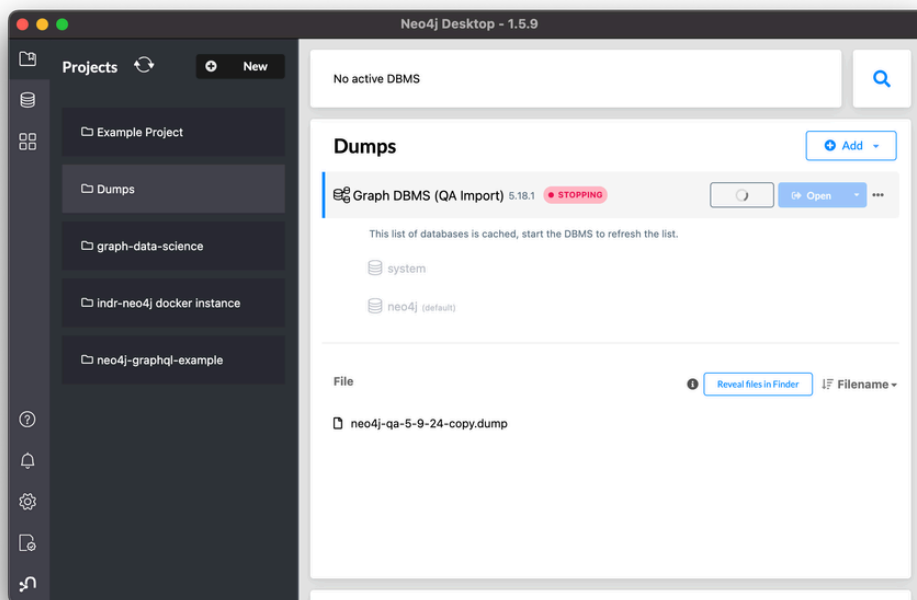 Neo4j Desktop - 1.5.9
Projects
New
Example Project
Dumps
graph-data-science
indr-neo4j docker instance
neo4j-graphql-example
No active DBMS
Dumps
Add
Graph DBMS (QA Import) 5.18.1 STOPPING
Open
This list of databases is cached, start the DBMS to refresh the list.
system
neo4j (default)
File
Reveal files in Finder
Filename
neo4j-qa-5-9-24-copy.dump